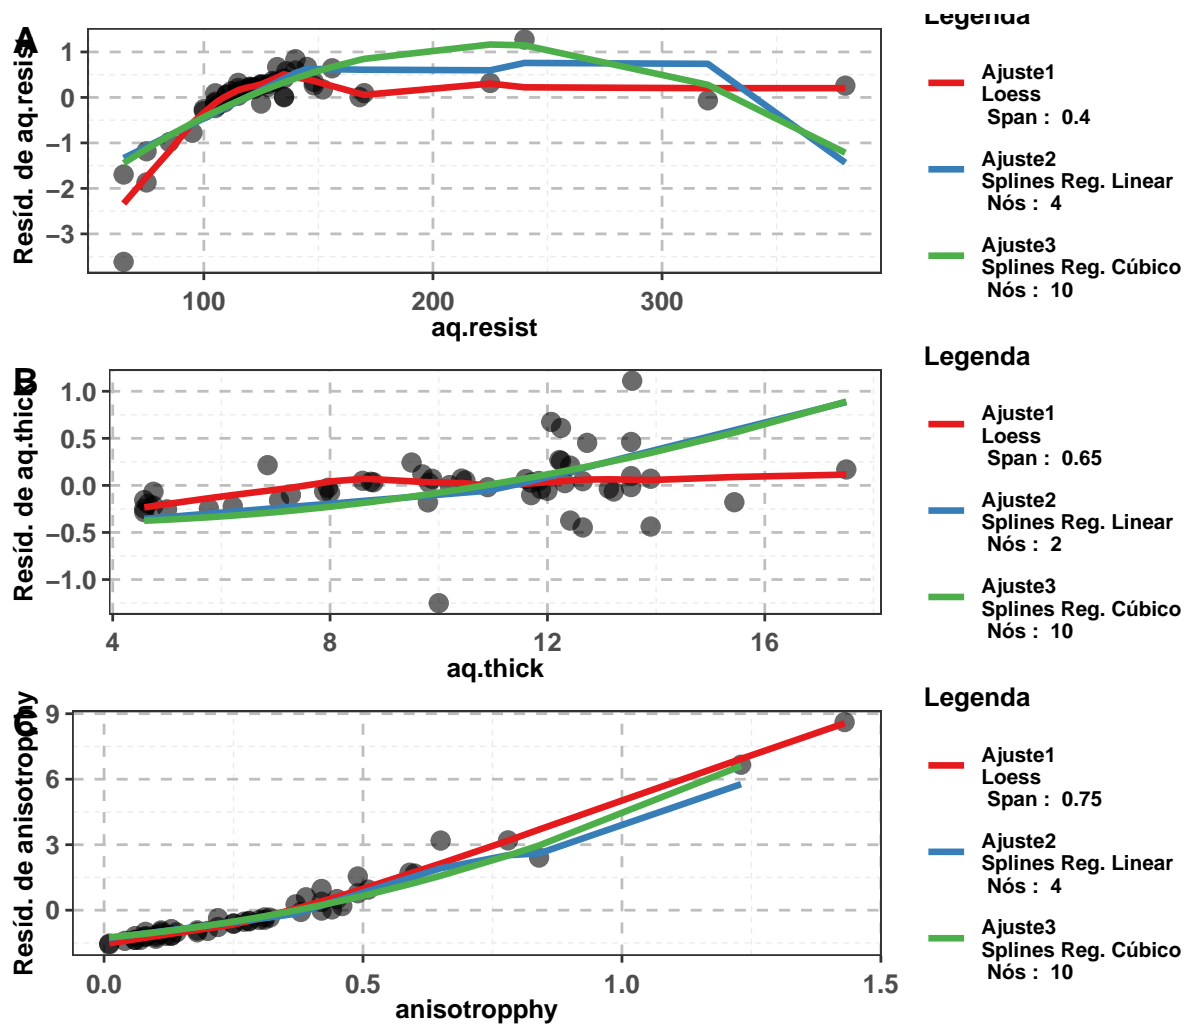 A
Legenda
1
0
−1
−2
−3
Resíd. de aq.resist
100
200
300
aq.resist
Ajuste1
Loess
Span : 0.4
Ajuste2
Splines Reg. Linear
Nós : 4
Ajuste3
Splines Reg. Cúbico
Nós : 10
B
Legenda
1.0
0.5
0.0
−0.5
−1.0
Resíd. de aq.thick
4
8
12
16
aq.thick
Ajuste1
Loess
Span : 0.65
Ajuste2
Splines Reg. Linear
Nós : 2
Ajuste3
Splines Reg. Cúbico
Nós : 10
C
Legenda
9
6
3
0
Resíd. de anisotropphy
0.0
0.5
1.0
1.5
anisotropphy
Ajuste1
Loess
Span : 0.75
Ajuste2
Splines Reg. Linear
Nós : 4
Ajuste3
Splines Reg. Cúbico
Nós : 10